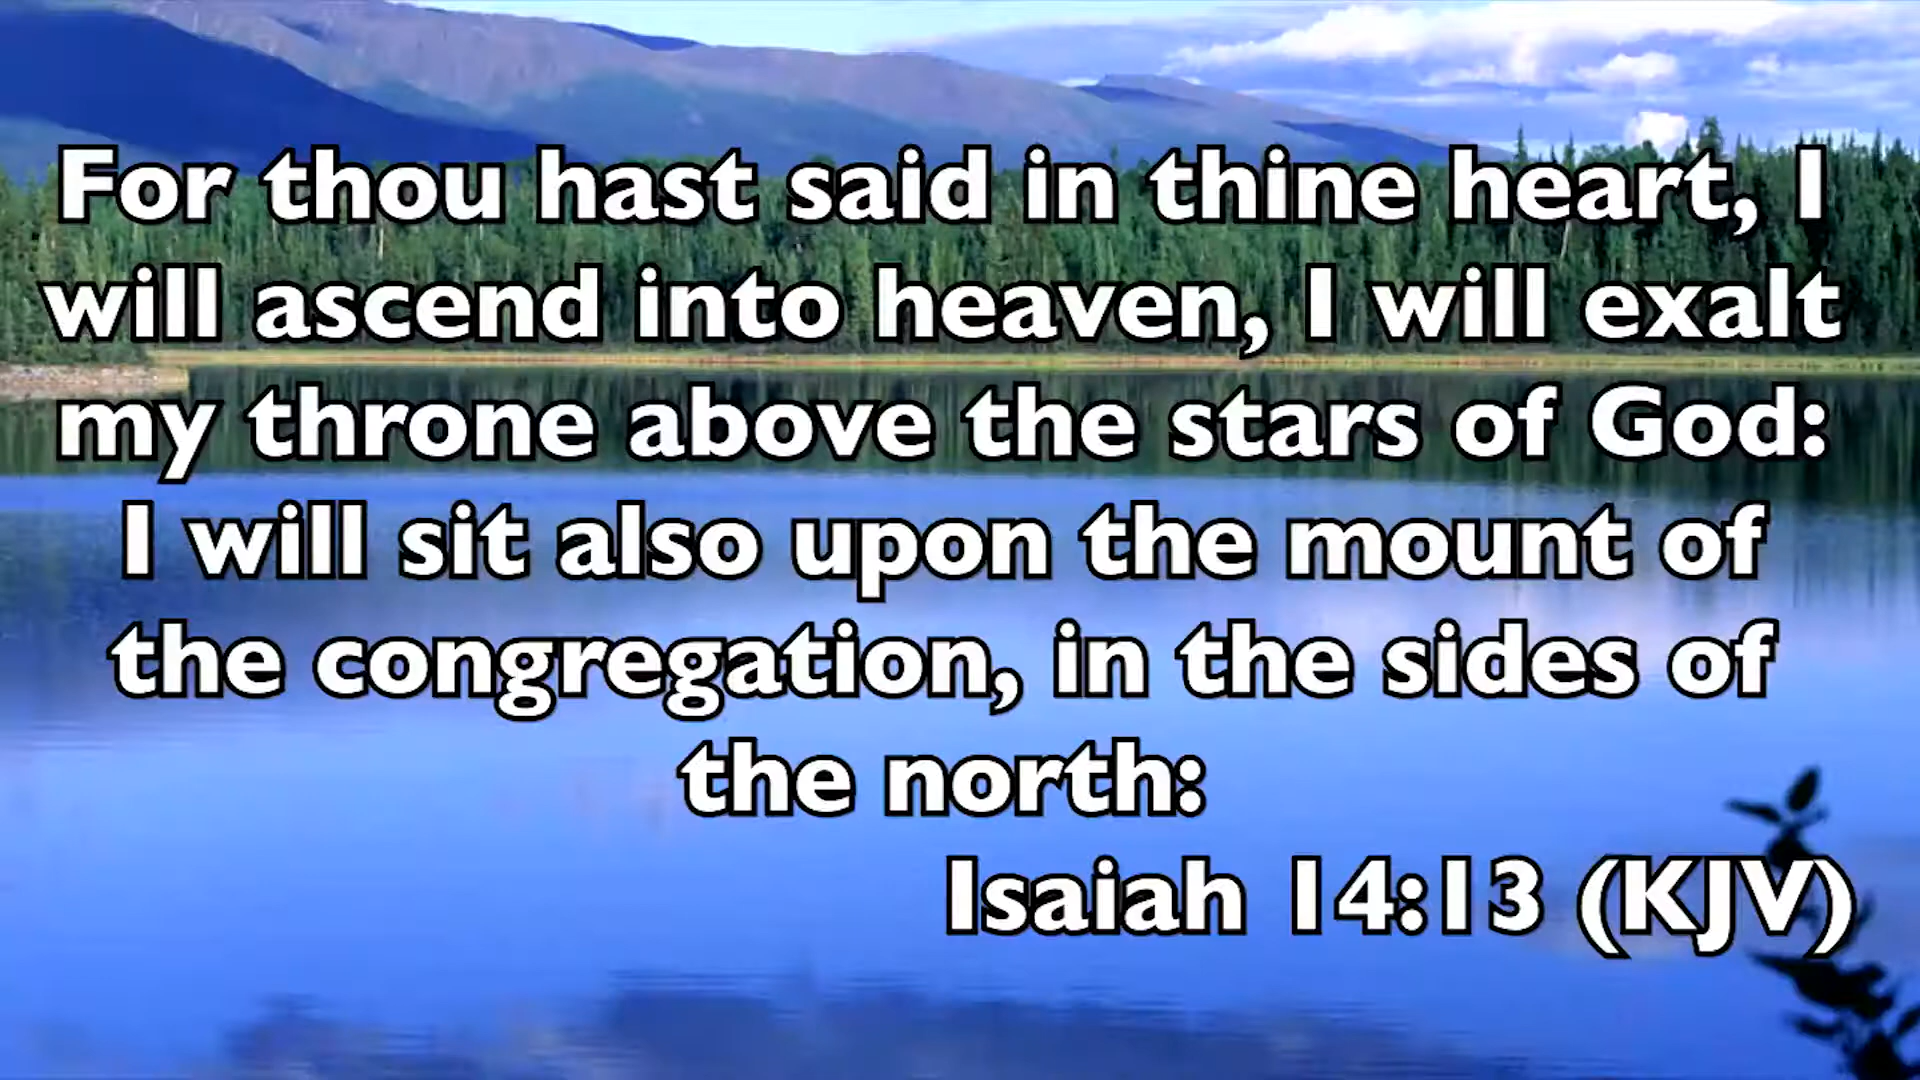 For thou hast said in thine heart, I
will ascend into heaven, I will exalt
my throne above the stars of God:
I will sit also upon the mount of
the congregation, in the sides of
the north:
Isaiah 14:13 (KJV)